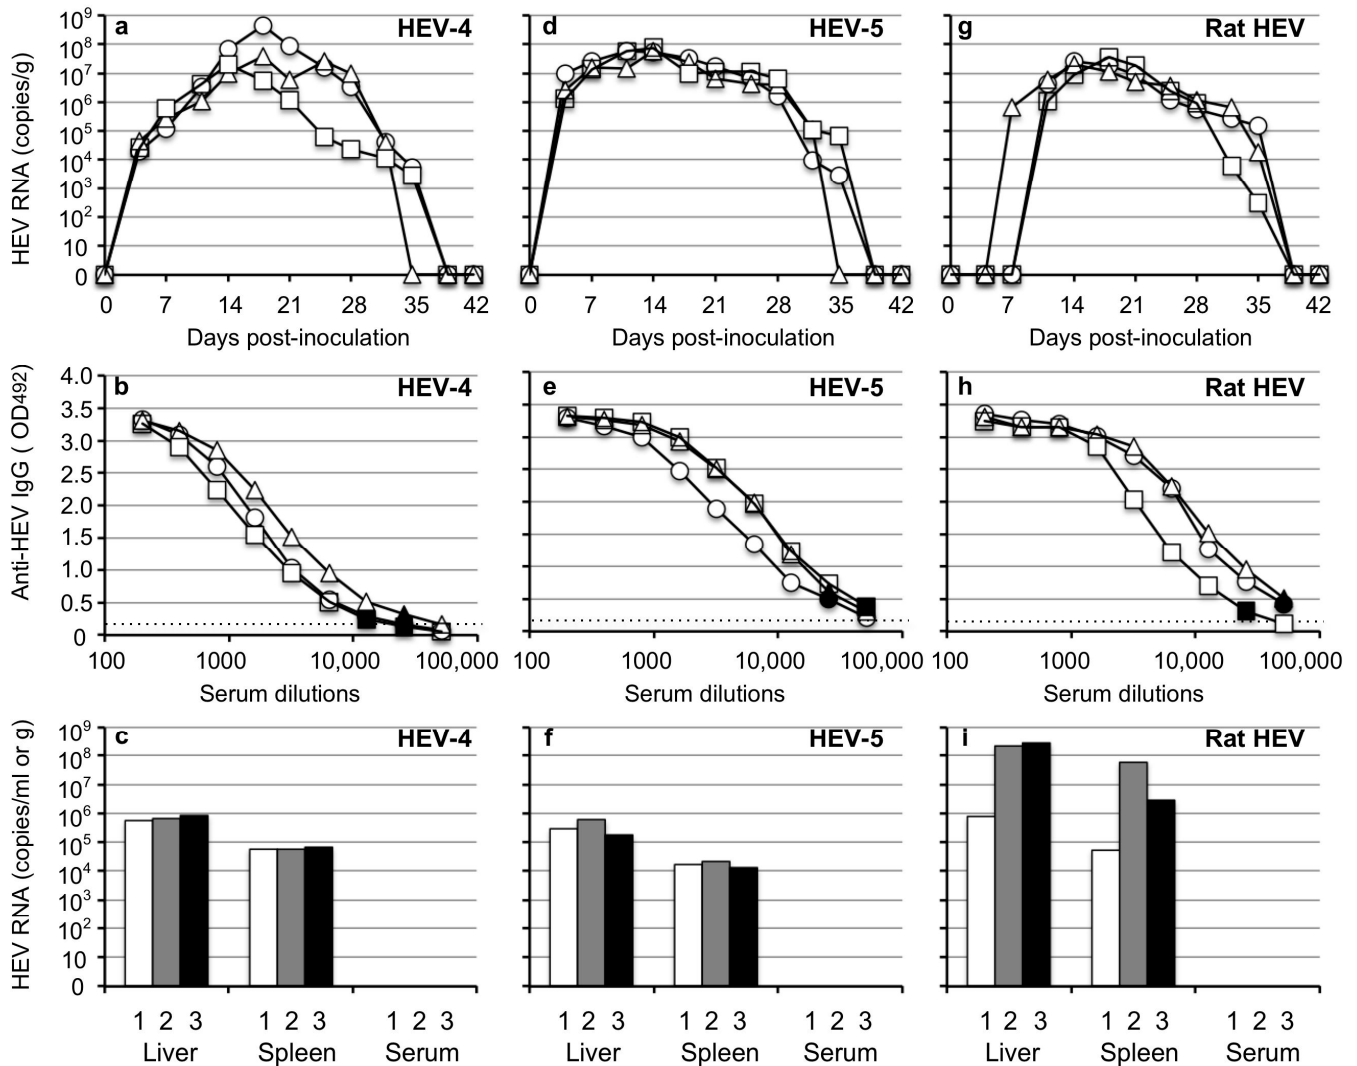 a HEV-4 d HEV-5 g Rat HEV
HEV RNA (copies/g)
10⁹
10⁸
10⁷
10⁶
10⁵
10⁴
10³
10²
10
0
0 7 14 21 28 35 42 0 7 14 21 28 35 42 0 7 14 21 28 35 42
Days post-inoculation Days post-inoculation Days post-inoculation
b HEV-4 e HEV-5 h Rat HEV
Anti-HEV IgG ( OD492)
4.0
3.5
3.0
2.5
2.0
1.5
1.0
0.5
0
100 1000 10,000 100,000 100 1000 10,000 100,000 100 1000 10,000 100,000
Serum dilutions Serum dilutions Serum dilutions
c HEV-4 f HEV-5 i Rat HEV
HEV RNA (copies/ml or g)
10⁹
10⁸
10⁷
10⁶
10⁵
10⁴
10³
10²
10
0
1 2 3 1 2 3 1 2 3 1 2 3 1 2 3 1 2 3 1 2 3 1 2 3 1 2 3
Liver Spleen Serum Liver Spleen Serum Liver Spleen Serum